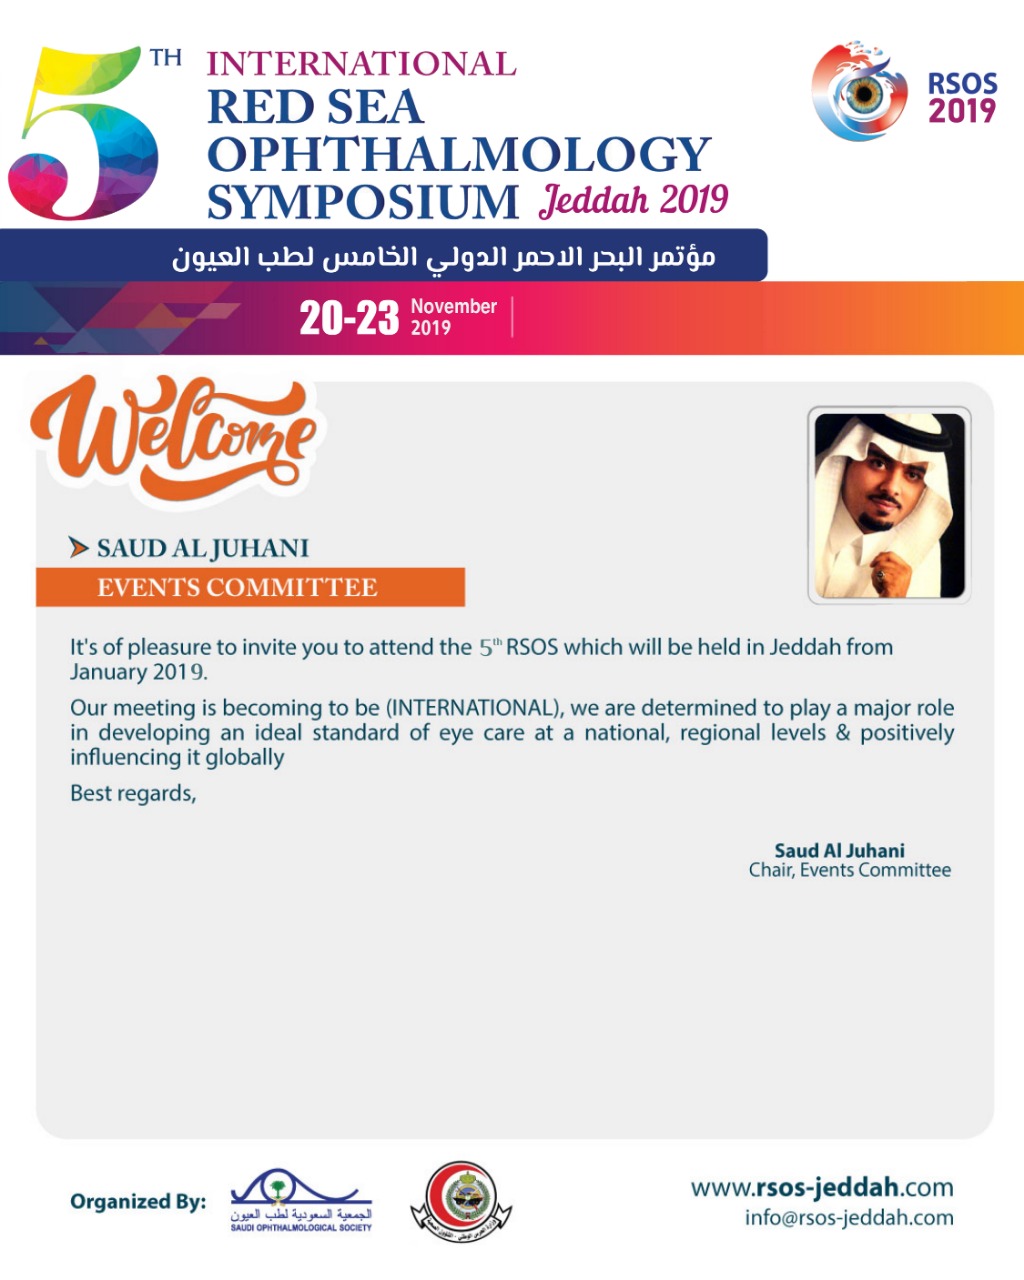 5TH INTERNATIONAL
RED SEA
OPHTHALMOLOGY
SYMPOSIUM Jeddah 2019
RSOS
2019
مؤتمر البحر الاحمر الدولي الخامس لطب العيون
20-23 November
2019
Welcome
SAUD AL JUHANI
EVENTS COMMITTEE
It's of pleasure to invite you to attend the 5th RSOS which will be held in Jeddah from
January 2019.
Our meeting is becoming to be (INTERNATIONAL), we are determined to play a major role
in developing an ideal standard of eye care at a national, regional levels & positively
influencing it globally
Best regards,
Saud Al Juhani
Chair, Events Committee
Organized By:
الجمعية السعودية لطب العيون
SAUDI OPHTHALMOLOGICAL SOCIETY
www.rsos-jeddah.com
info@rsos-jeddah.com